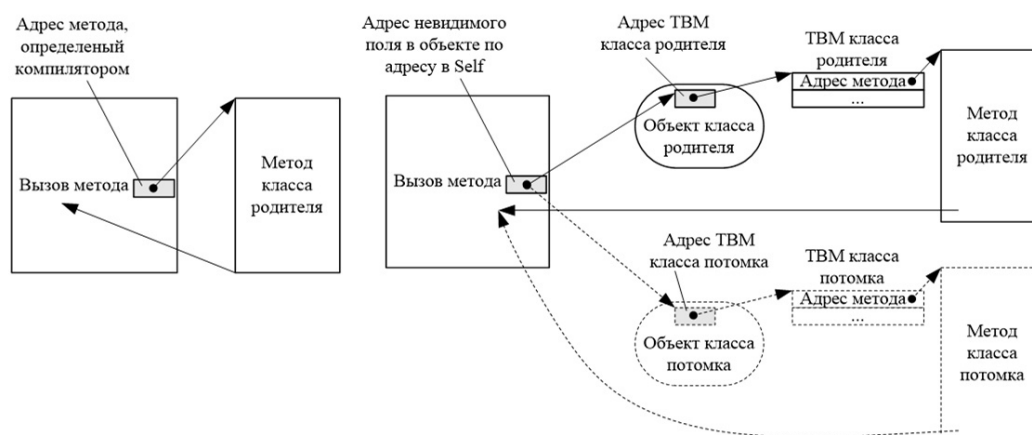 Адрес метода,
определеный
компилятором
Вызов метода
Метод
класса
родителя
Адрес невидимого
поля в объекте по
адресу в Self
Вызов метода
Адрес ТВМ
класса родителя
Объект класса
родителя
ТВМ класса
родителя
Адрес метода
...
Метод
класса
родителя
Адрес ТВМ
класса потомка
Объект класса
потомка
ТВМ класса
потомка
Адрес метода
...
Метод
класса
потомка